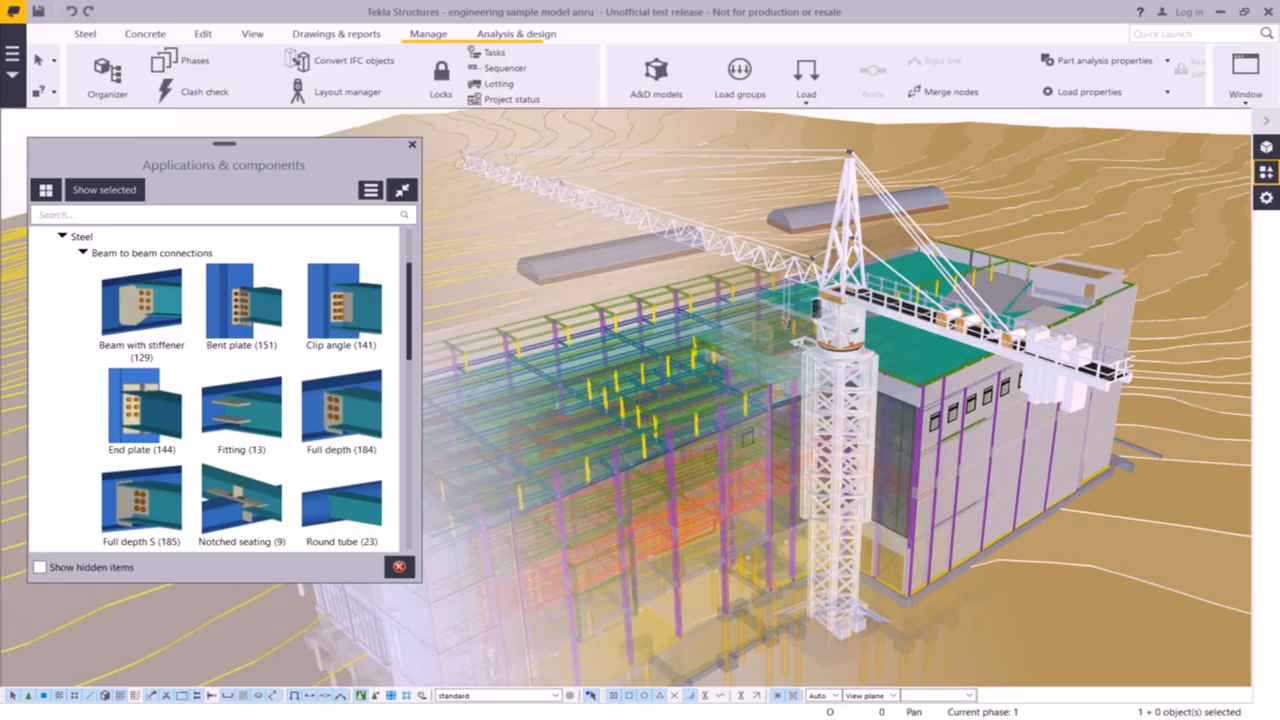 Tekla Structures - engineering sample model anru - Unofficial test release - Not for production or resale
? Log in
Steel Concrete Edit View Drawings & reports Manage Analysis & design
Quick Launch
Organizer
Phases
Clash check
Convert IFC objects
Layout manager
Locks
Tasks
Sequencer
Lotting
Project status
A&D models
Load groups
Load
Node
Rigid link
Merge nodes
Part analysis properties
Load properties
Window
Applications & components
Show selected
Search...
Steel
Beam to beam connections
Beam with stiffener (129)
Bent plate (151)
Clip angle (141)
End plate (144)
Fitting (13)
Full depth (184)
Full depth S (185)
Notched seating (9)
Round tube (23)
Show hidden items
standard
Auto
View plane
O 0 Pan Current phase: 1 1 + 0 object(s) selected